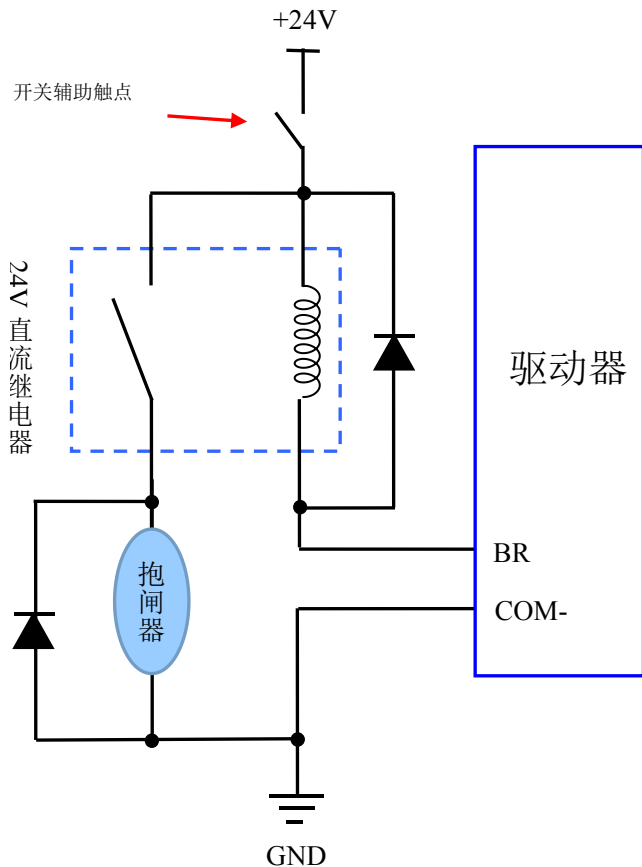 +24V
开关辅助触点
24V 直流继电器
驱动器
BR
抱闸器
COM-
GND